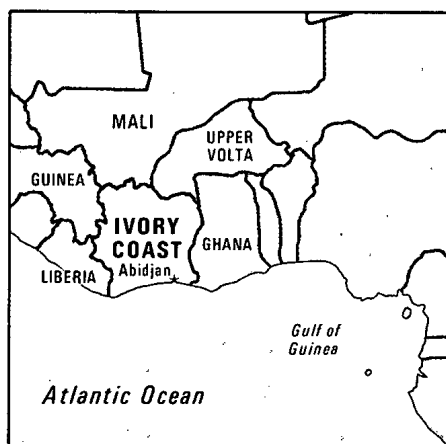 MALI
UPPER
VOLTA
GUINEA
IVORY
COAST
GHANA
LIBERIA
Abidjan
Gulf of
Guinea
Atlantic Ocean